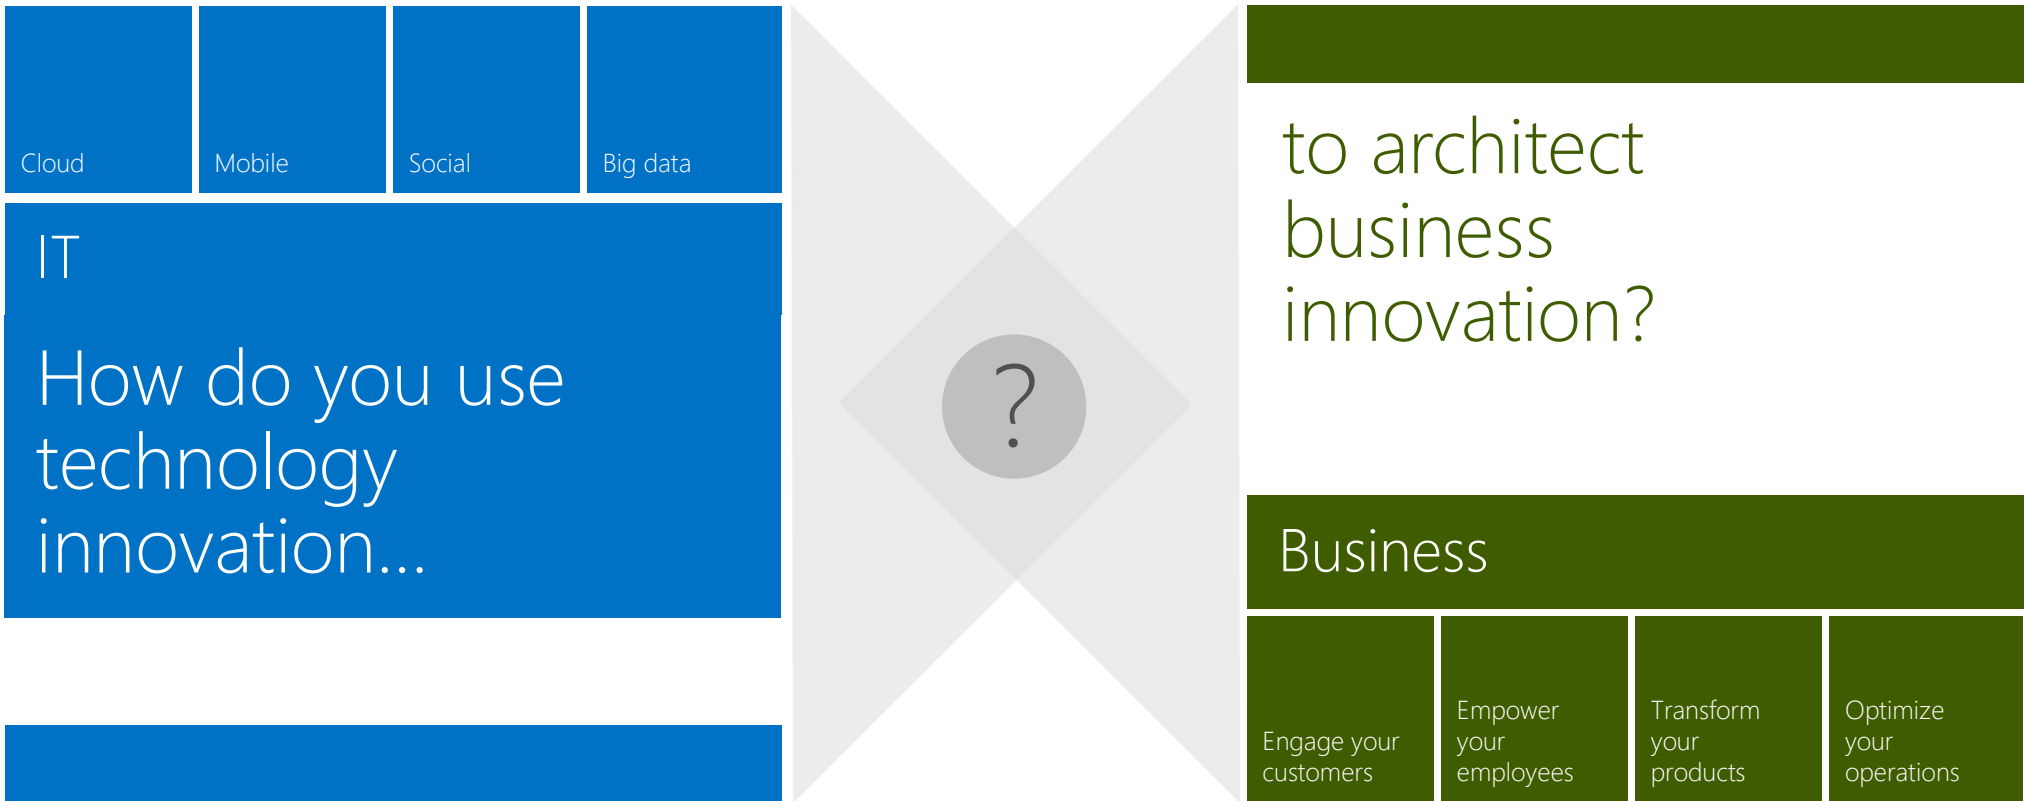 Cloud
Mobile
Social
Big data
IT
How do you use
technology
innovation...
?
to architect
business
innovation?
Business
Engage your
customers
Empower
your
employees
Transform
your
products
Optimize
your
operations